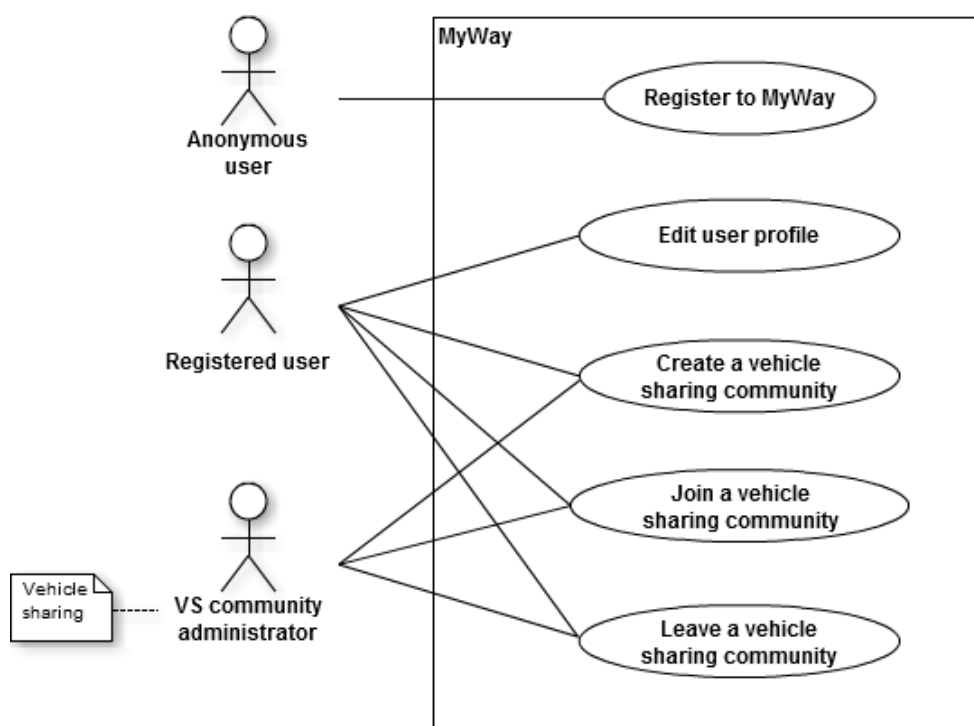 MyWay
Anonymous
user
Register to MyWay
Registered user
Edit user profile
Create a vehicle
sharing community
Join a vehicle
sharing community
Vehicle
sharing
VS community
administrator
Leave a vehicle
sharing community